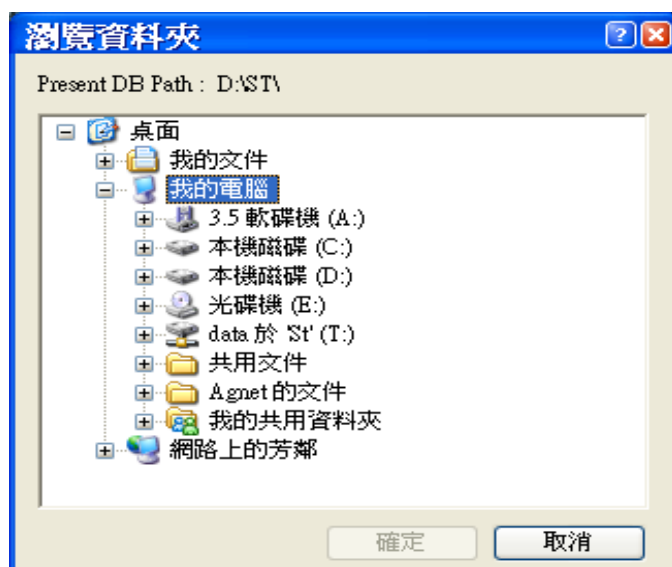 瀏覽資料夾
Present DB Path : D:\ST\
桌面
我的文件
我的電腦
3.5 軟碟機 (A:)
本機磁碟 (C:)
本機磁碟 (D:)
光碟機 (E:)
data 於 'St' (T:)
共用文件
Agnet 的文件
我的共用資料夾
網路上的芳鄰
確定 取消